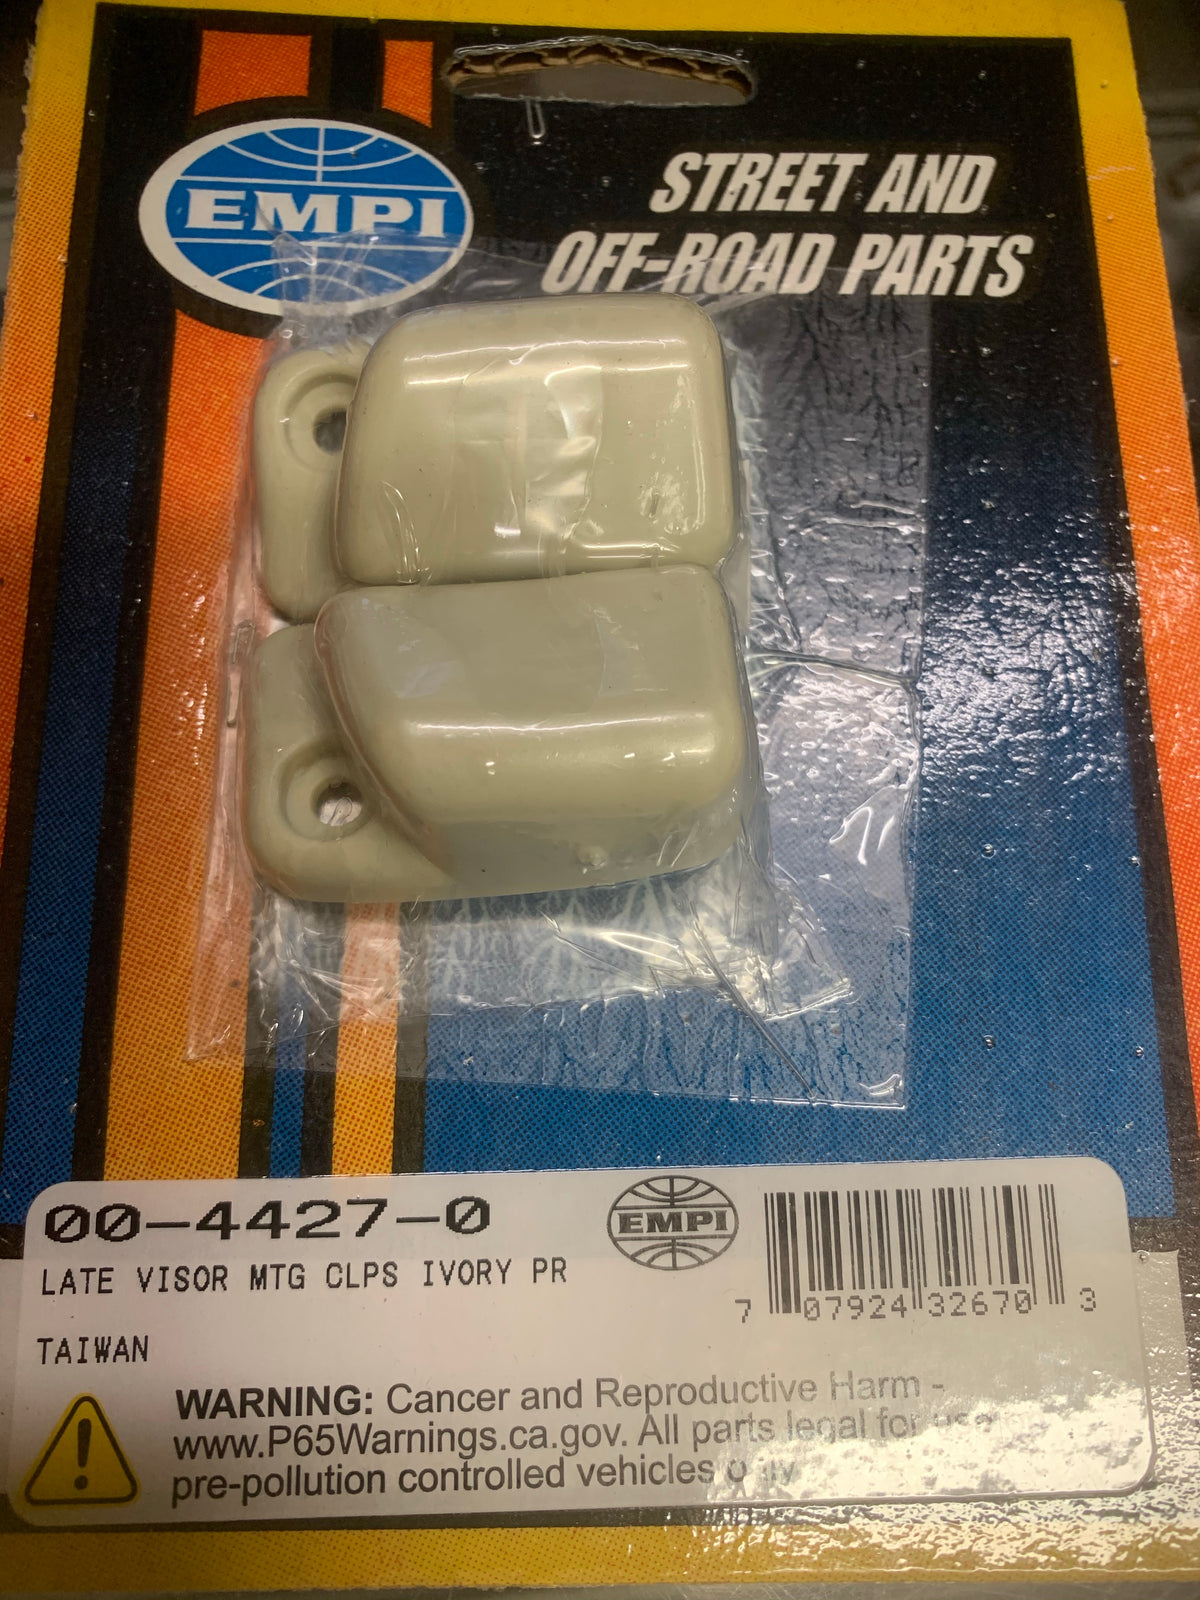 EMPI
STREET AND
OFF-ROAD PARTS
00-4427-0
LATE VISOR MTG CLPS IVORY PR
TAIWAN
EMPI
7 07924 32670 3
WARNING: Cancer and Reproductive Harm -
www.P65Warnings.ca.gov. All parts legal for use
pre-pollution controlled vehicles only